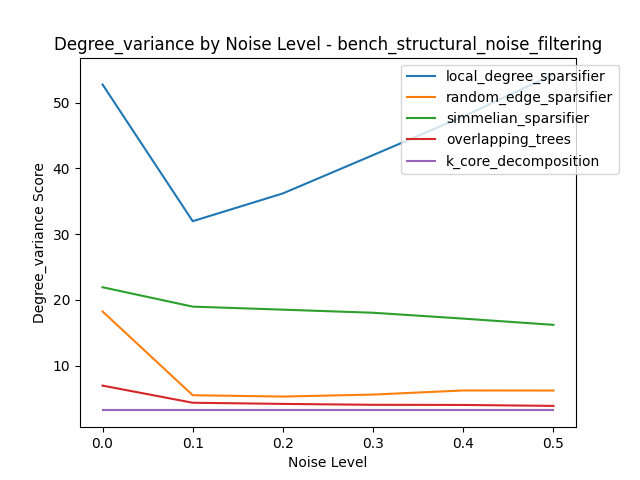 Degree_variance by Noise Level - bench_structural_noise_filtering
local_degree_sparsifier
random_edge_sparsifier
simmelian_sparsifier
overlapping_trees
k_core_decomposition
Degree_variance Score
50
40
30
20
10
0.0 0.1 0.2 0.3 0.4 0.5
Noise Level